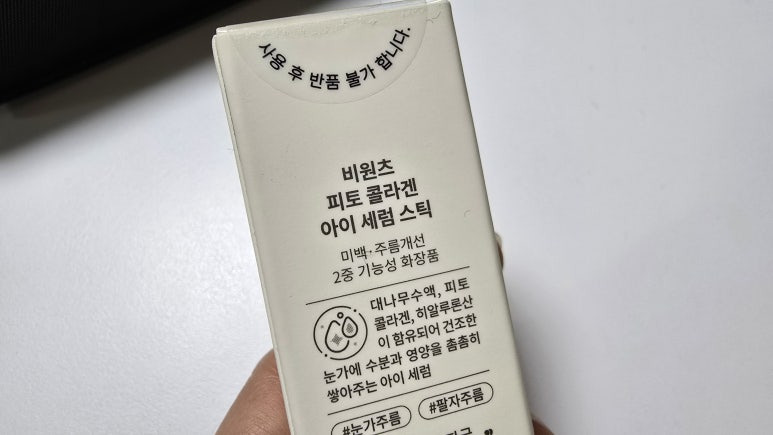 사용 후 반품 불가 합니다.
비원츠
피토 콜라겐
아이 세럼 스틱
미백·주름개선
2중 기능성 화장품
대나무수액, 피토
콜라겐, 히알루론산
이 함유되어 건조한
눈가에 수분과 영양을 촘촘히
쌓아주는 아이 세럼
#눈가주름 #팔자주름